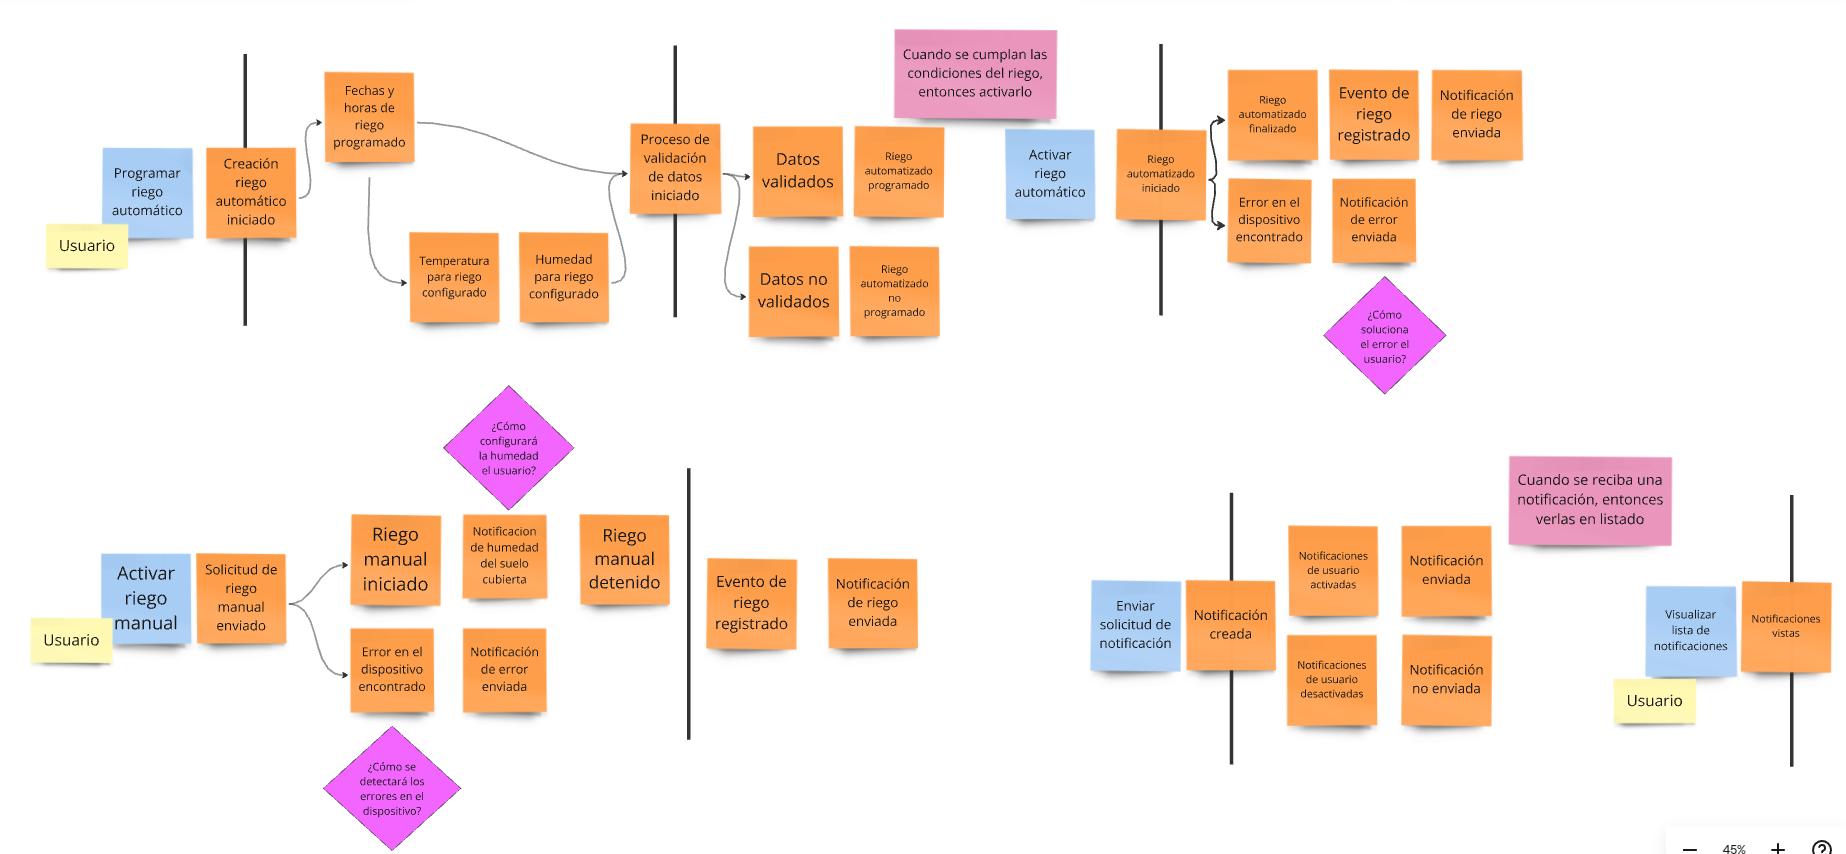 Cuando se cumplan las
condiciones del riego,
entonces activarlo
Fechas y
horas de
riego
programado
Programar
riego
automático
Usuario
Creación
riego
automático
iniciado
Temperatura
para riego
configurado
Humedad
para riego
configurado
Proceso de
validación
de datos
iniciado
Datos
validados
Riego
automatizado
programado
Datos no
validados
Riego
automatizado
no
programado
Activar
riego
automático
Riego
automatizado
iniciado
Riego
automatizado
finalizado
Evento de
riego
registrado
Notificación
de riego
enviada
Error en el
dispositivo
encontrado
Notificación
de error
enviada
¿Cómo
soluciona
el error el
usuario?
¿Cómo
configurará
la humedad
el usuario?
Activar
riego
manual
Usuario
Solicitud de
riego
manual
enviado
Riego
manual
iniciado
Notificacion
de humedad
del suelo
cubierta
Riego
manual
detenido
Error en el
dispositivo
encontrado
Notificación
de error
enviada
¿Cómo se
detectará los
errores en el
dispositivo?
Evento de
riego
registrado
Notificación
de riego
enviada
Enviar
solicitud de
notificación
Notificación
creada
Notificaciones
de usuario
activadas
Notificación
enviada
Notificaciones
de usuario
desactivadas
Notificación
no enviada
Cuando se reciba una
notificación, entonces
verlas en listado
Visualizar
lista de
notificaciones
Usuario
Notificaciones
vistas
45%